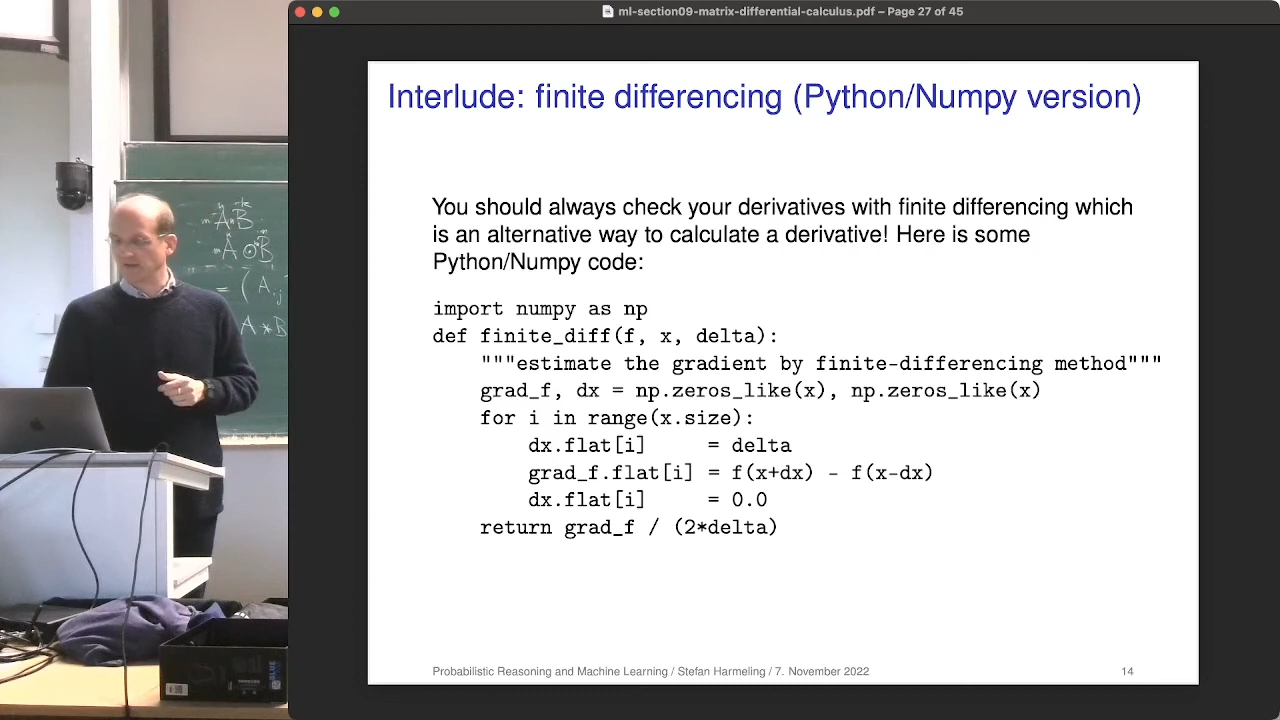 ml-section09-matrix-differential-calculus.pdf – Page 27 of 45
Interlude: finite differencing (Python/Numpy version)
You should always check your derivatives with finite differencing which
is an alternative way to calculate a derivative! Here is some
Python/Numpy code:
import numpy as np
def finite_diff(f, x, delta):
    """estimate the gradient by finite-differencing method"""
    grad_f, dx = np.zeros_like(x), np.zeros_like(x)
    for i in range(x.size):
        dx.flat[i]     = delta
        grad_f.flat[i] = f(x+dx) - f(x-dx)
        dx.flat[i]     = 0.0
    return grad_f / (2*delta)
Probabilistic Reasoning and Machine Learning / Stefan Harmeling / 7. November 2022
14
A B
A ⊙ B
= (A
A * B